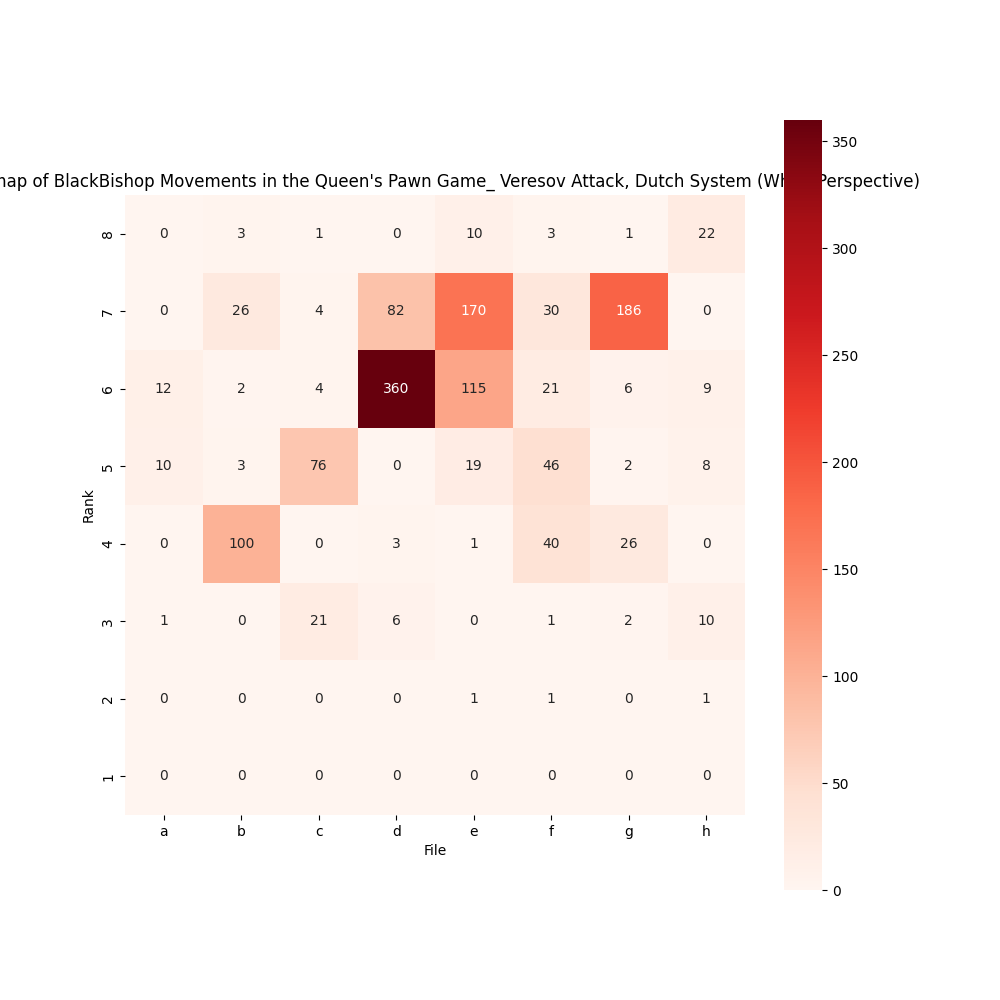 of BlackBishop Movements in the Queen's Pawn Game_ Veresov Attack, Dutch System Perspective)
8 0 3 1 0 10 3 1 22
7 0 26 4 82 170 30 186 0
6 12 2 4 360 115 21 6 9
5 10 3 76 0 19 46 2 8
4 0 100 0 3 1 40 26 0
3 1 0 21 6 0 1 2 10
2 0 0 0 0 1 1 0 1
1 0 0 0 0 0 0 0 0
Rank
a b c d e f g h
File
350
300
250
200
150
100
50
0